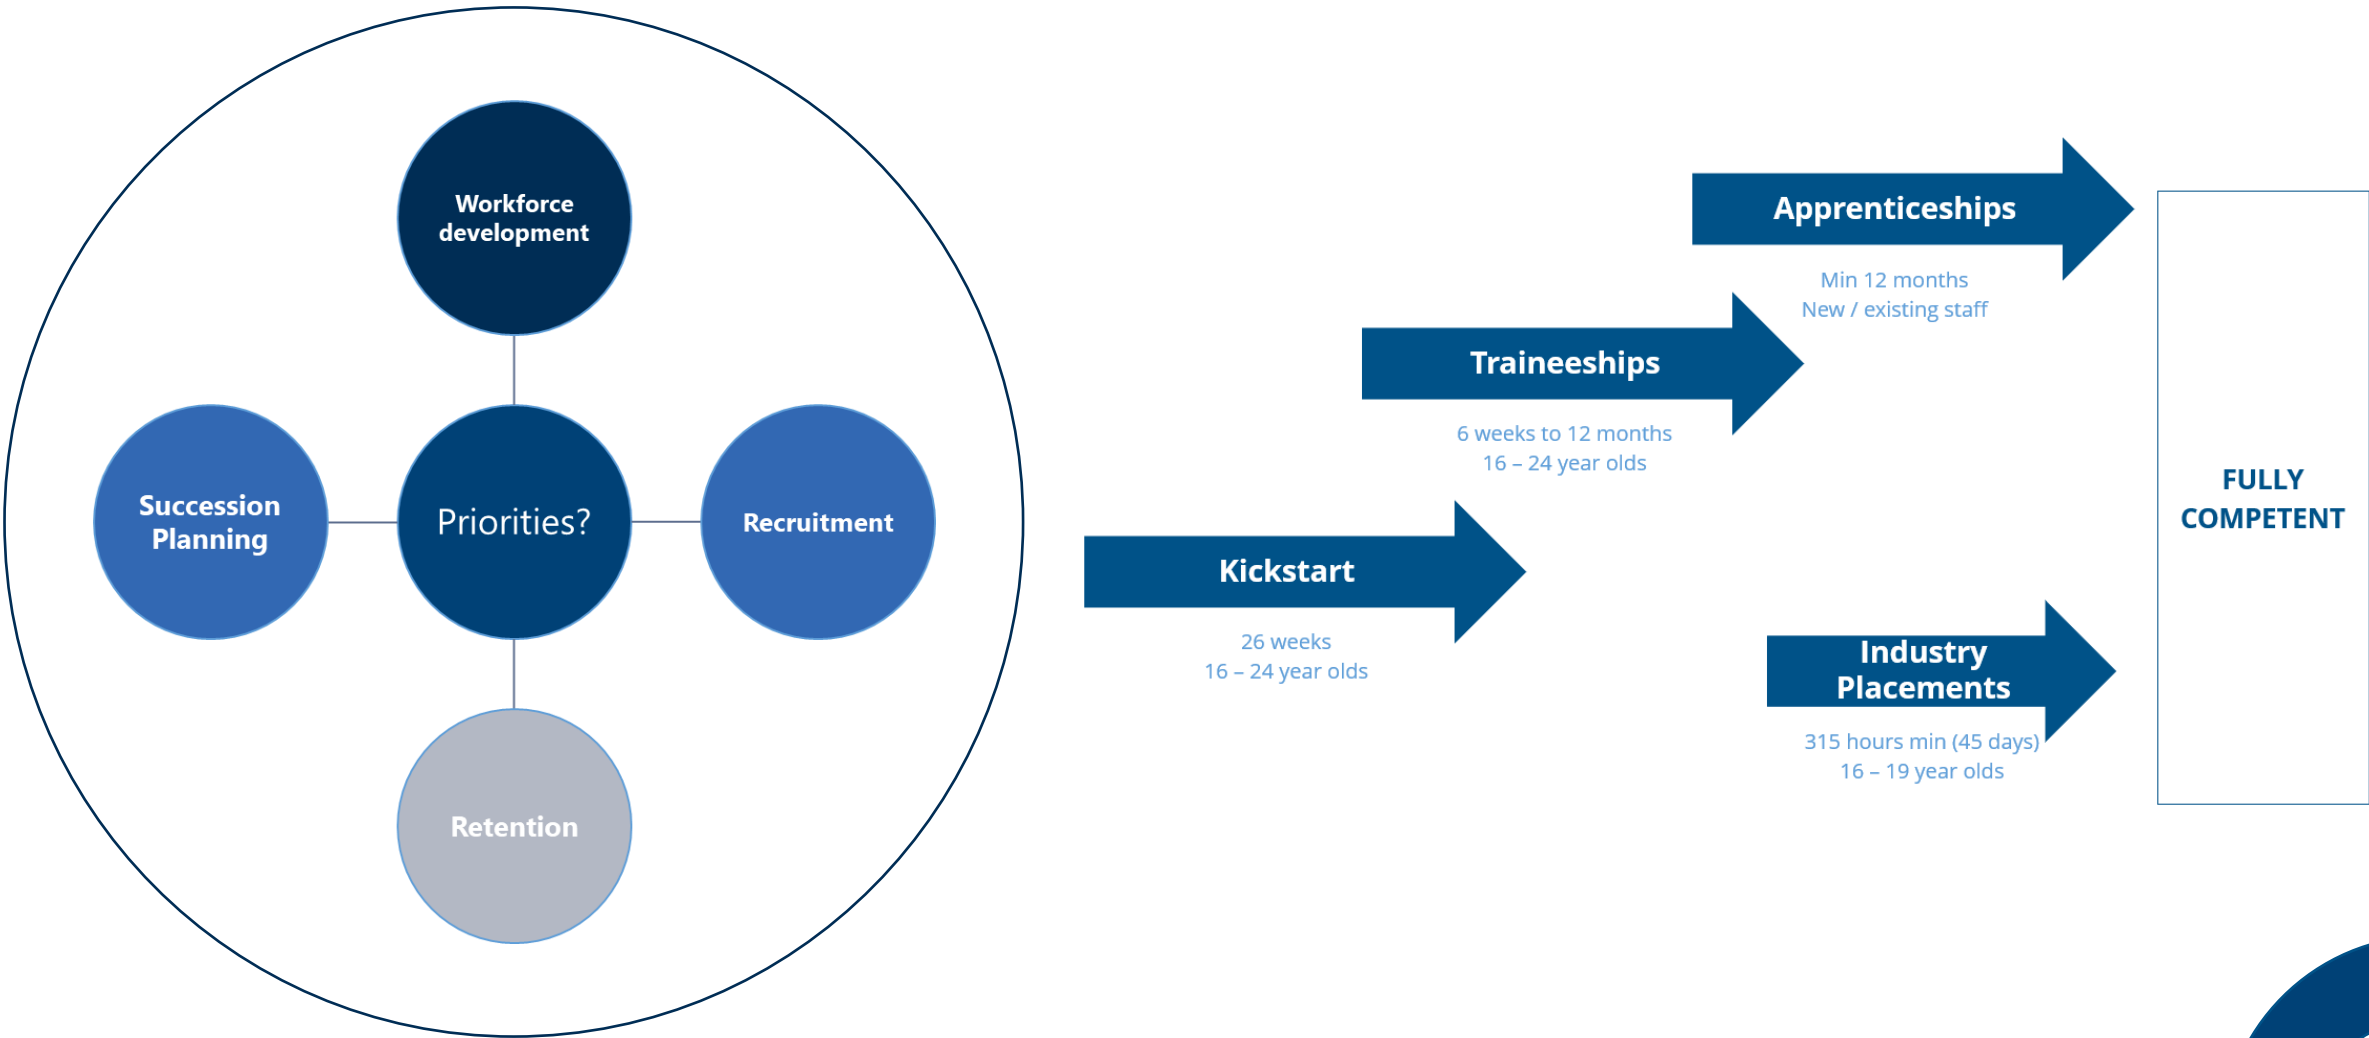 Workforce
development
Succession
Planning
Priorities?
Recruitment
Retention
Apprenticeships
Min 12 months
New / existing staff
Traineeships
6 weeks to 12 months
16 – 24 year olds
Kickstart
26 weeks
16 – 24 year olds
Industry
Placements
315 hours min (45 days)
16 – 19 year olds
FULLY
COMPETENT